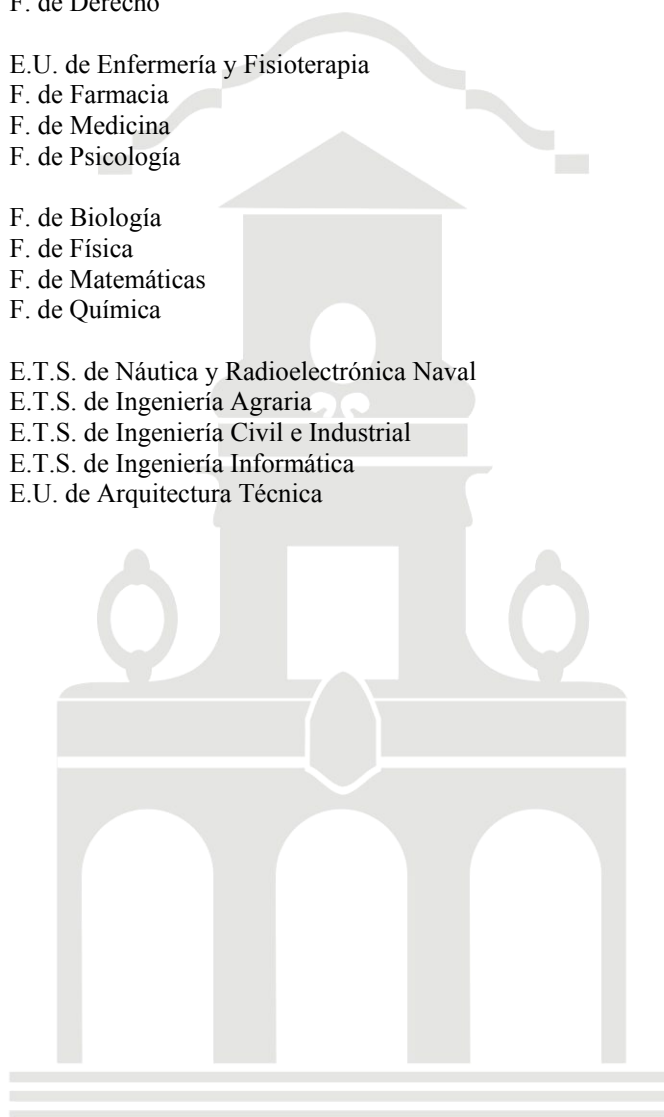 F. de Derecho
E.U. de Enfermería y Fisioterapia
F. de Farmacia
F. de Medicina
F. de Psicología
F. de Biología
F. de Física
F. de Matemáticas
F. de Química
E.T.S. de Náutica y Radioelectrónica Naval
E.T.S. de Ingeniería Agraria
E.T.S. de Ingeniería Civil e Industrial
E.T.S. de Ingeniería Informática
E.U. de Arquitectura Técnica